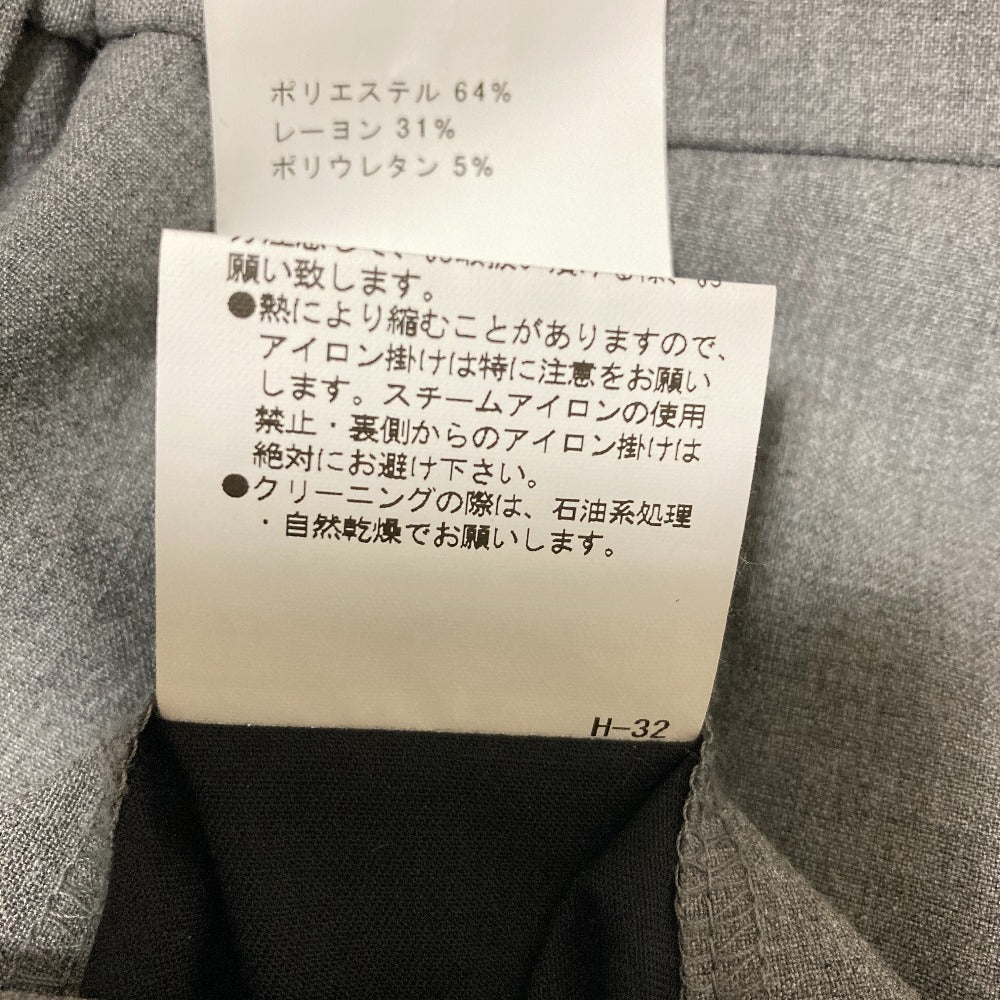 ポリエステル 64%
レーヨン 31%
ポリウレタン 5%
願い致します。
●熱により縮むことがありますので、
アイロン掛けは特に注意をお願い
します。スチームアイロンの使用
禁止・裏側からのアイロン掛けは
絶対にお避け下さい。
●クリーニングの際は、石油系処理
・自然乾燥でお願いします。
H-32